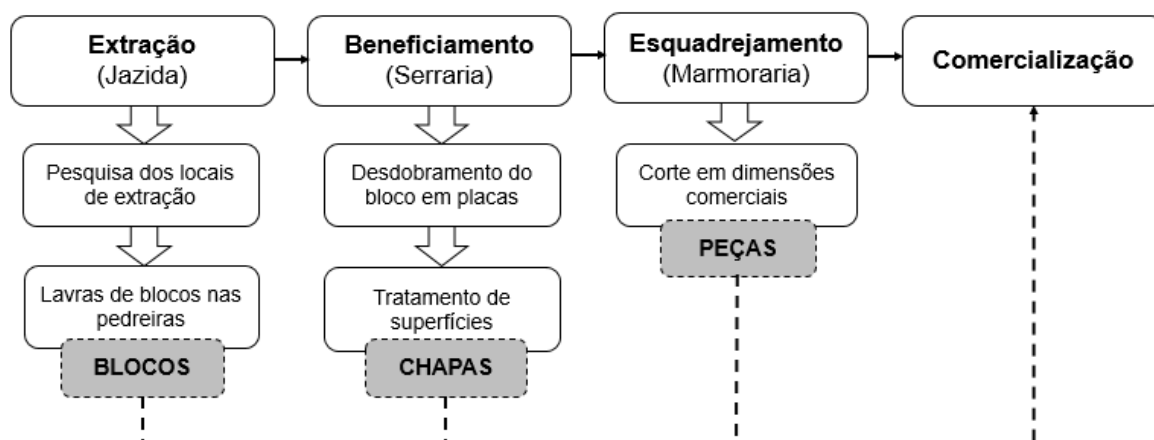 Extração
(Jazida)
Beneficiamento
(Serraria)
Esquadrejamento
(Marmoraria)
Comercialização
Pesquisa dos locais
de extração
Desdobramento do
bloco em placas
Corte em dimensões
comerciais
PEÇAS
Lavras de blocos nas
pedreiras
BLOCOS
Tratamento de
superfícies
CHAPAS